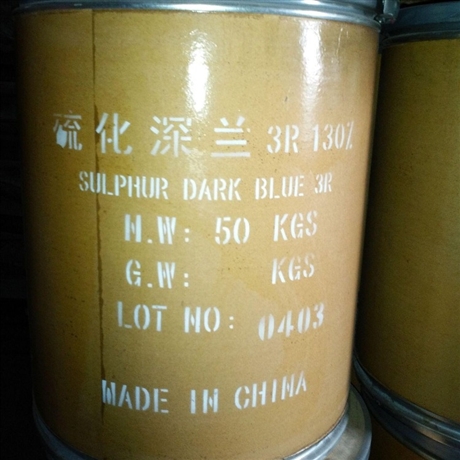 硫化深兰 3R-130%
SULPHUR DARK BLUE 3R
N.W: 50 KGS
G.W: KGS
LOT NO: 0403
MADE IN CHINA